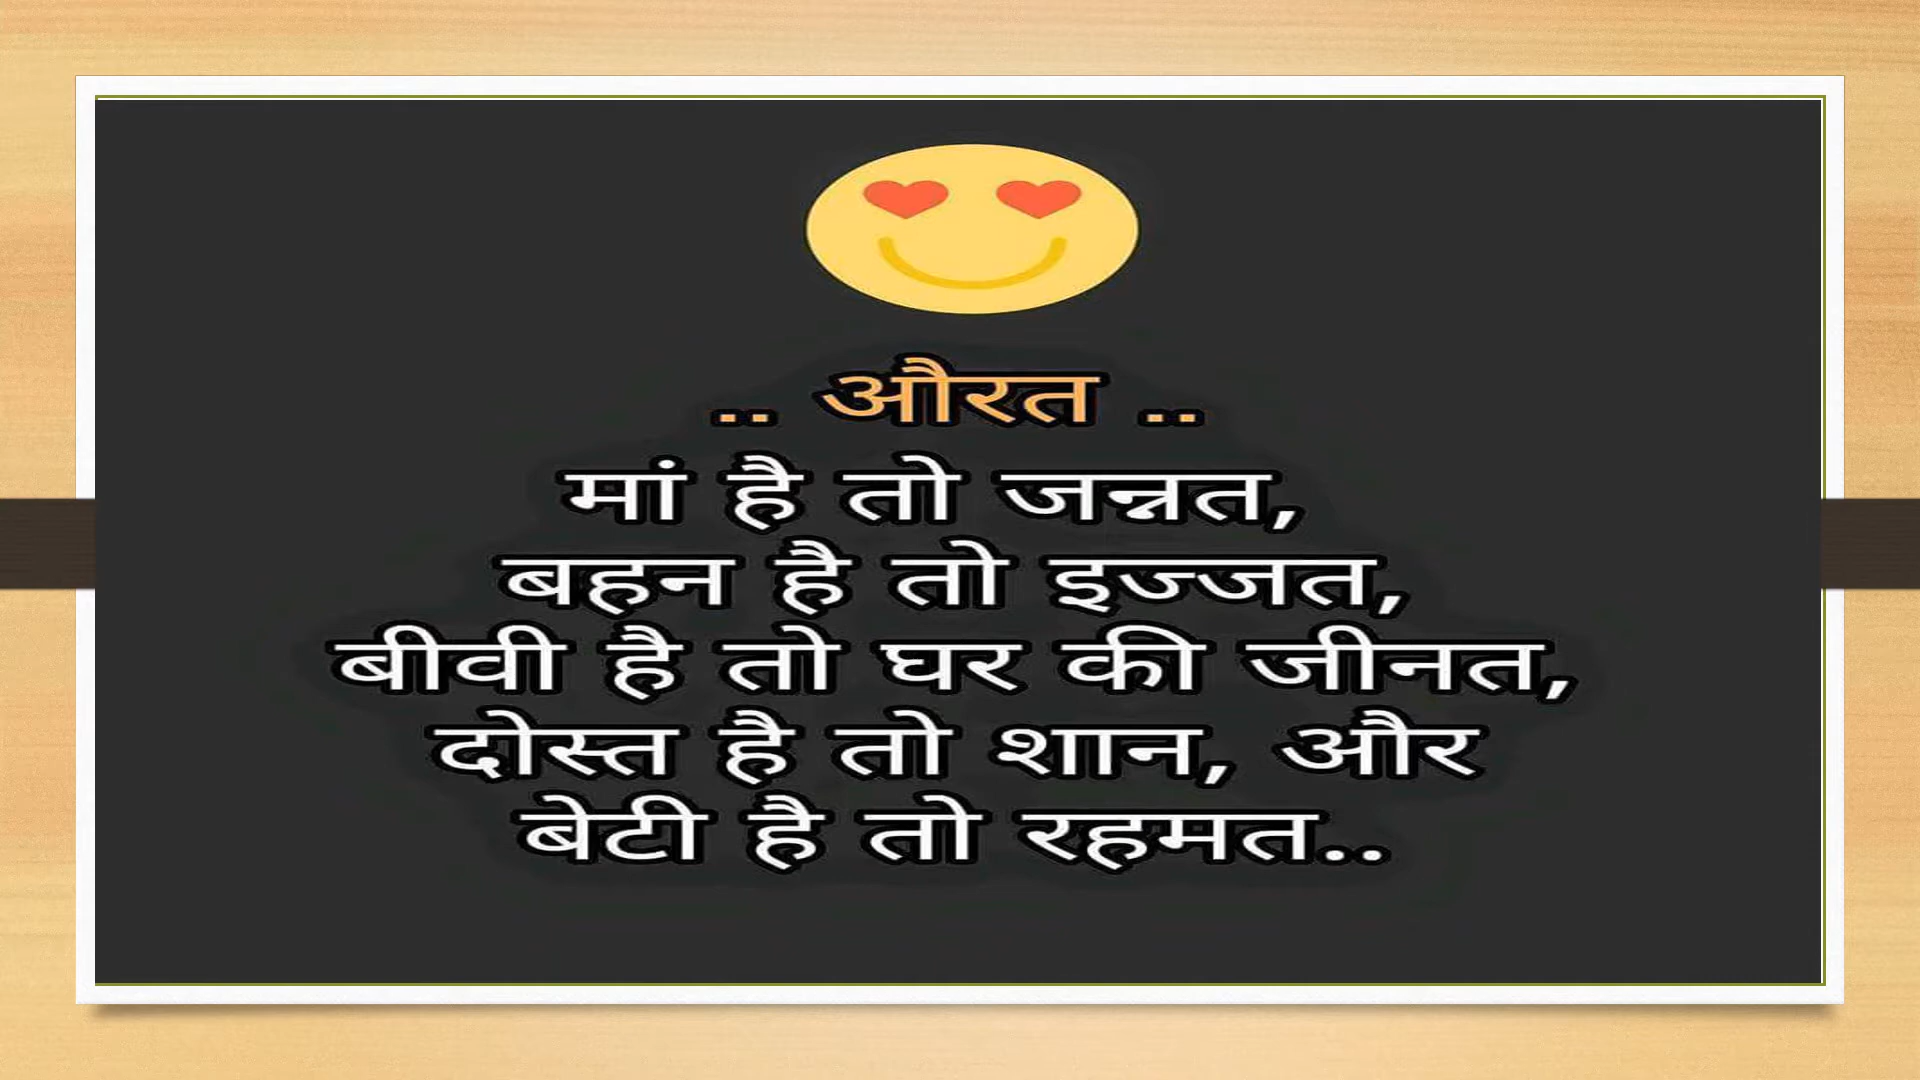 .. औरत ..
मां है तो जन्नत,
बहन है तो इज्जत,
बीवी है तो घर की जीनत,
दोस्त है तो शान, और
बेटी है तो रहमत..